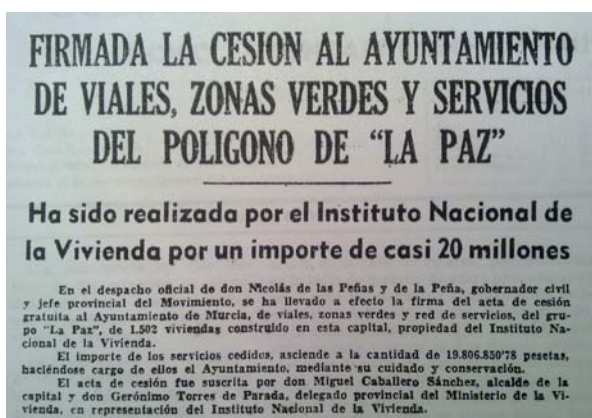 FIRMADA LA CESION AL AYUNTAMIENTO
DE VIALES, ZONAS VERDES Y SERVICIOS
DEL POLIGONO DE "LA PAZ"
Ha sido realizada por el Instituto Nacional de
la Vivienda por un importe de casi 20 millones
En el despacho oficial de don Nicolás de las Peñas y de la Peña, gobernador civil
y jefe provincial del Movimiento, se ha llevado a efecto la firma del acta de cesión
gratuita al Ayuntamiento de Murcia, de viales, zonas verdes y red de servicios, del gru-
po "La Paz", de 1.502 viviendas construído en esta capital, propiedad del Instituto Na-
cional de la Vivienda.
El importe de los servicios cedidos, asciende a la cantidad de 19.806.830'78 pesetas,
haciéndose cargo de ellos el Ayuntamiento, mediante su cuidado y conservación.
El acta de cesión fue suscrita por don Miguel Caballero Sánchez, alcalde de la
capital y don Gerónimo Torres de Parada, delegado provincial del Ministerio de la Vi-
vienda, en representación del Instituto Nacional de la Vivienda.